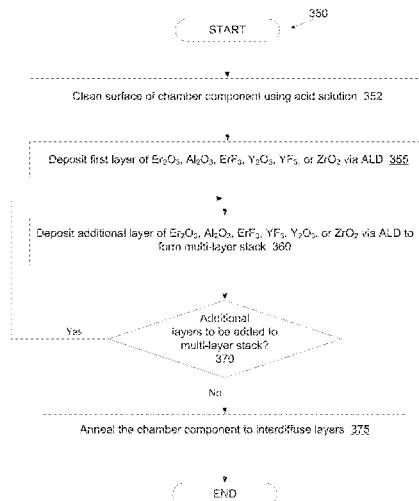 350
START
Clean surface of chamber component using acid solution 352
Deposit first layer of Er₂O₃, Al₂O₃, ErF₃, Y₂O₃, YF₃, or ZrO₂ via ALD 355
Deposit additional layer of Er₂O₃, Al₂O₃, ErF₃, YF₃, Y₂O₃, or ZrO₂ via ALD to
form multi-layer stack 360
Additional
layers to be added to
multi-layer stack?
370
Yes
No
Anneal the chamber component to interdiffuse layers 375
END